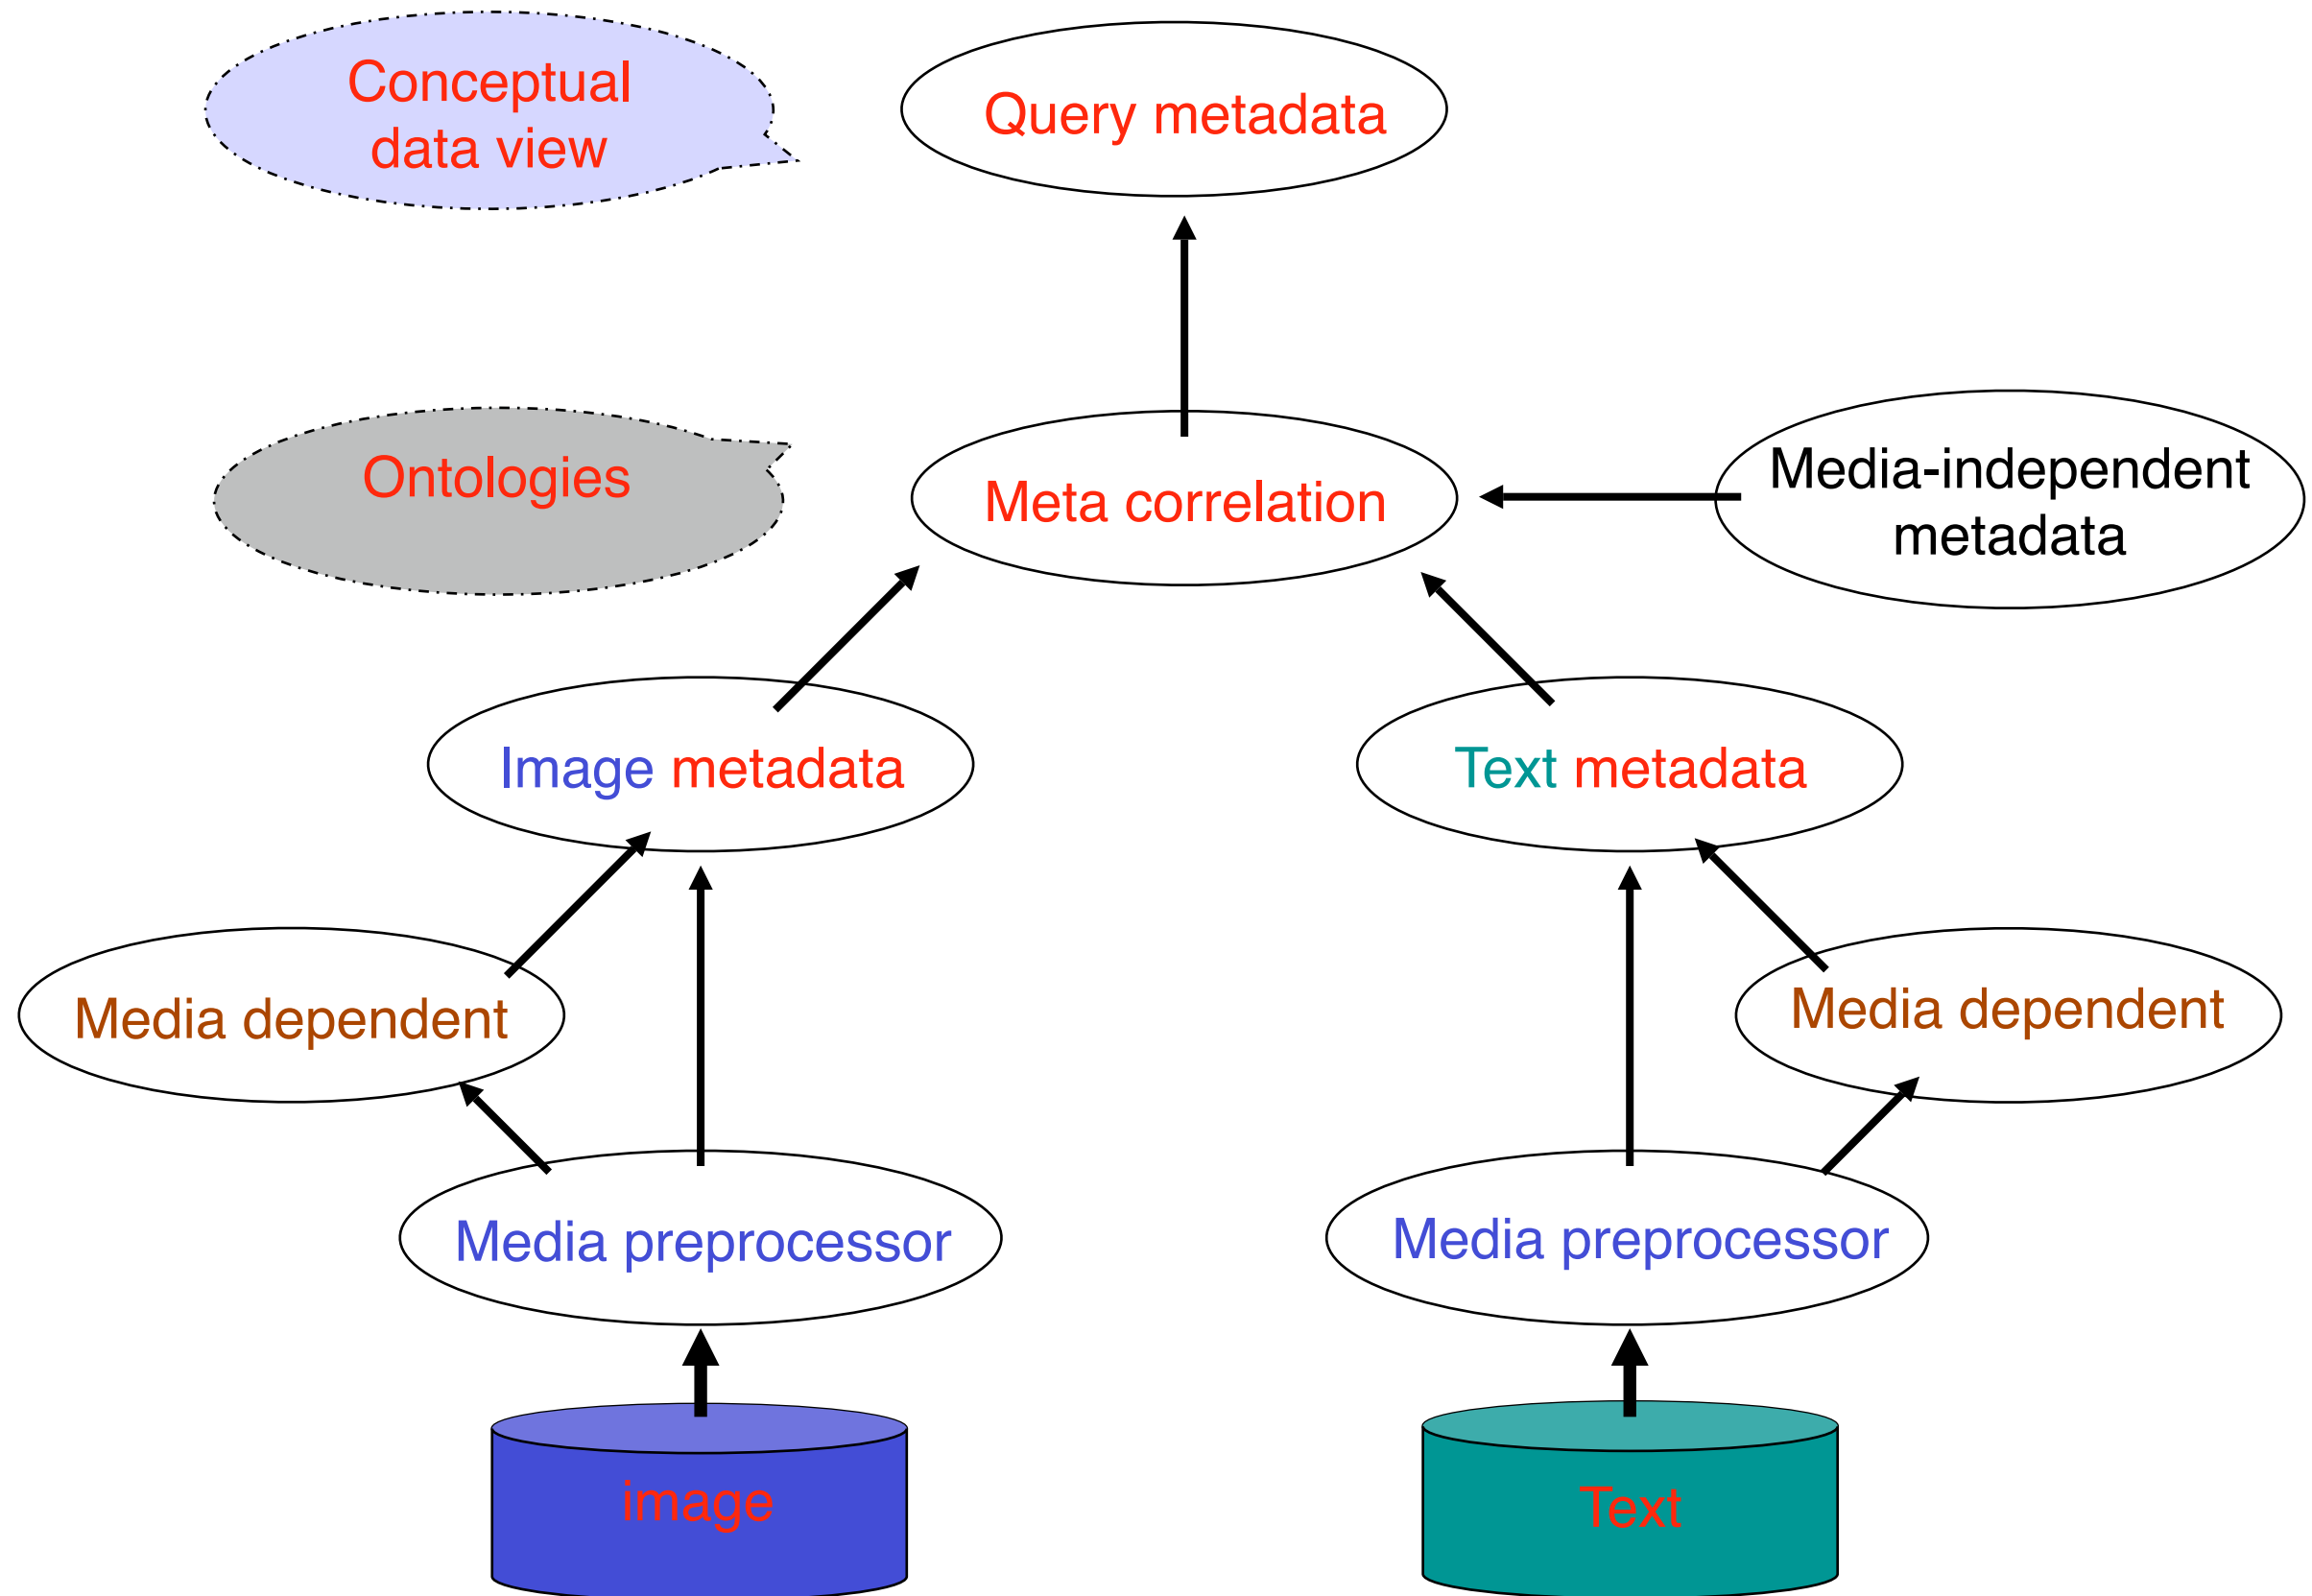 Conceptual
data view
Query metadata
Ontologies
Meta correlation
Media-independent
metadata
Image metadata
Text metadata
Media dependent
Media dependent
Media preprocessor
Media preprocessor
image
Text